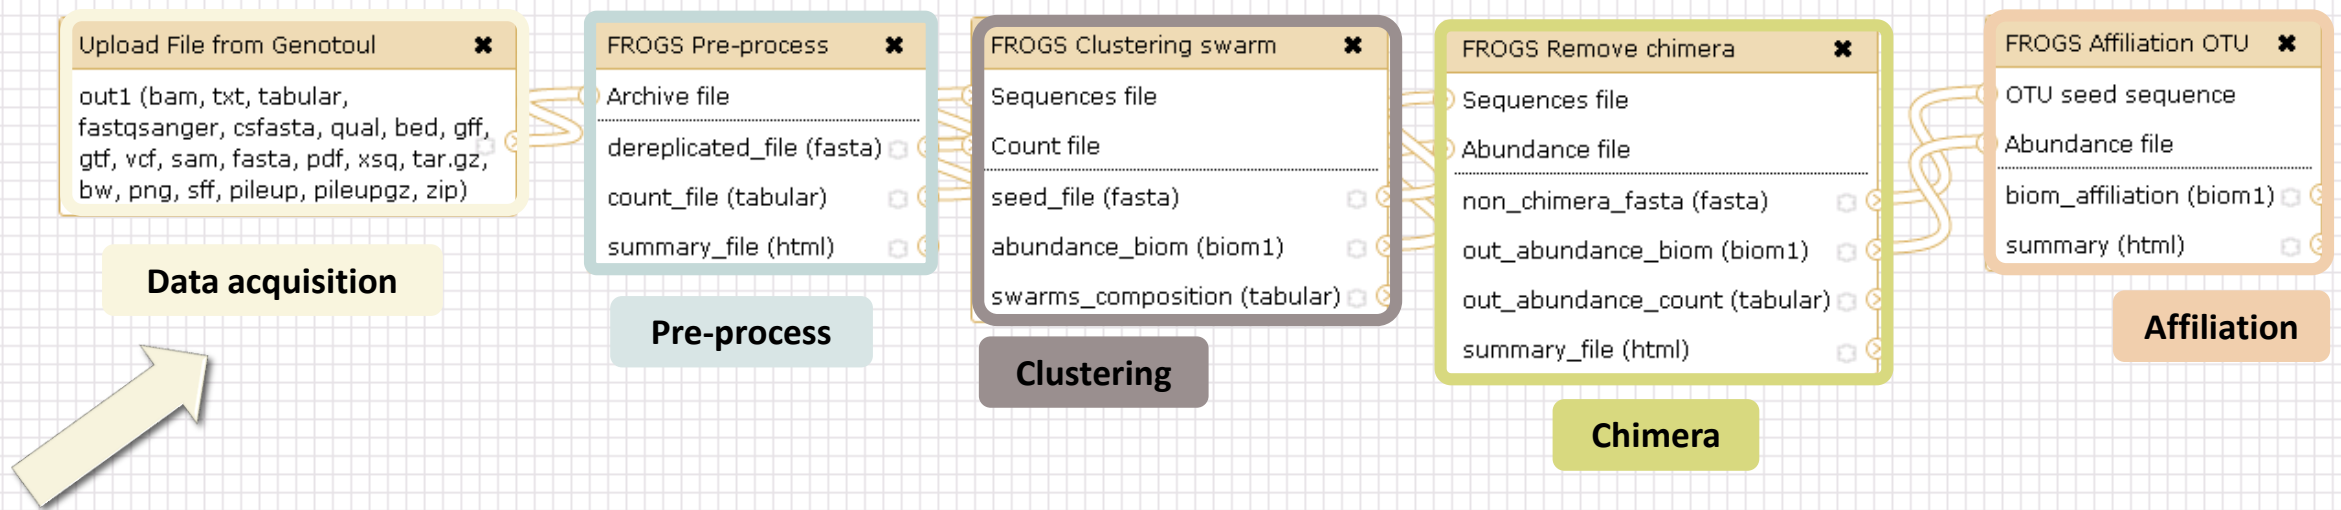 Upload File from Genotoul ✖
out1 (bam, txt, tabular,
fastqsanger, csfasta, qual, bed, gff,
gtf, vcf, sam, fasta, pdf, xsq, tar.gz,
bw, png, sff, pileup, pileupgz, zip)
Data acquisition
FROGS Pre-process ✖
Archive file
dereplicated_file (fasta)
count_file (tabular)
summary_file (html)
Pre-process
FROGS Clustering swarm ✖
Sequences file
Count file
seed_file (fasta)
abundance_biom (biom1)
swarms_composition (tabular)
Clustering
FROGS Remove chimera ✖
Sequences file
Abundance file
non_chimera_fasta (fasta)
out_abundance_biom (biom1)
out_abundance_count (tabular)
summary_file (html)
Chimera
FROGS Affiliation OTU ✖
OTU seed sequence
Abundance file
biom_affiliation (biom1)
summary (html)
Affiliation